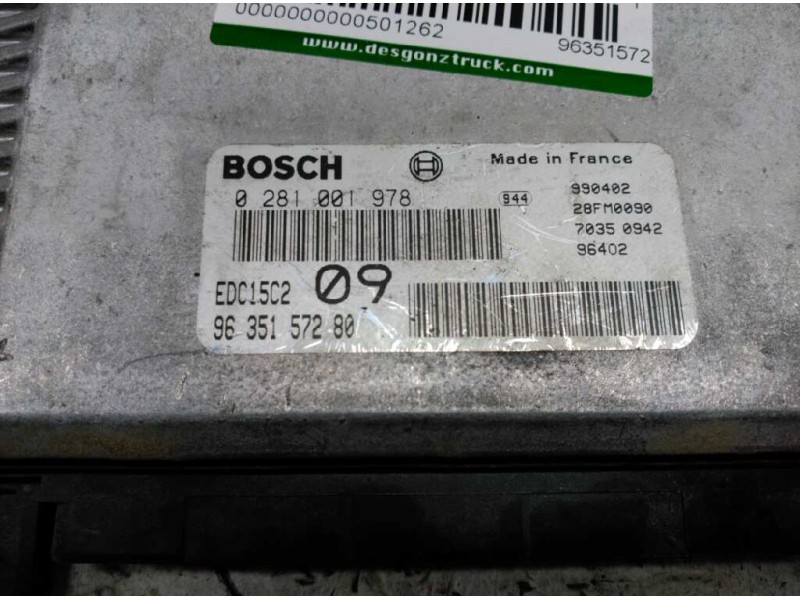 0000000000501262
96351572
www.desgonztruck.com
BOSCH
Made in France
0 281 001 978
944
990402
28FM0090
7035 0942
96402
EDC15C2
09
96 351 572 80